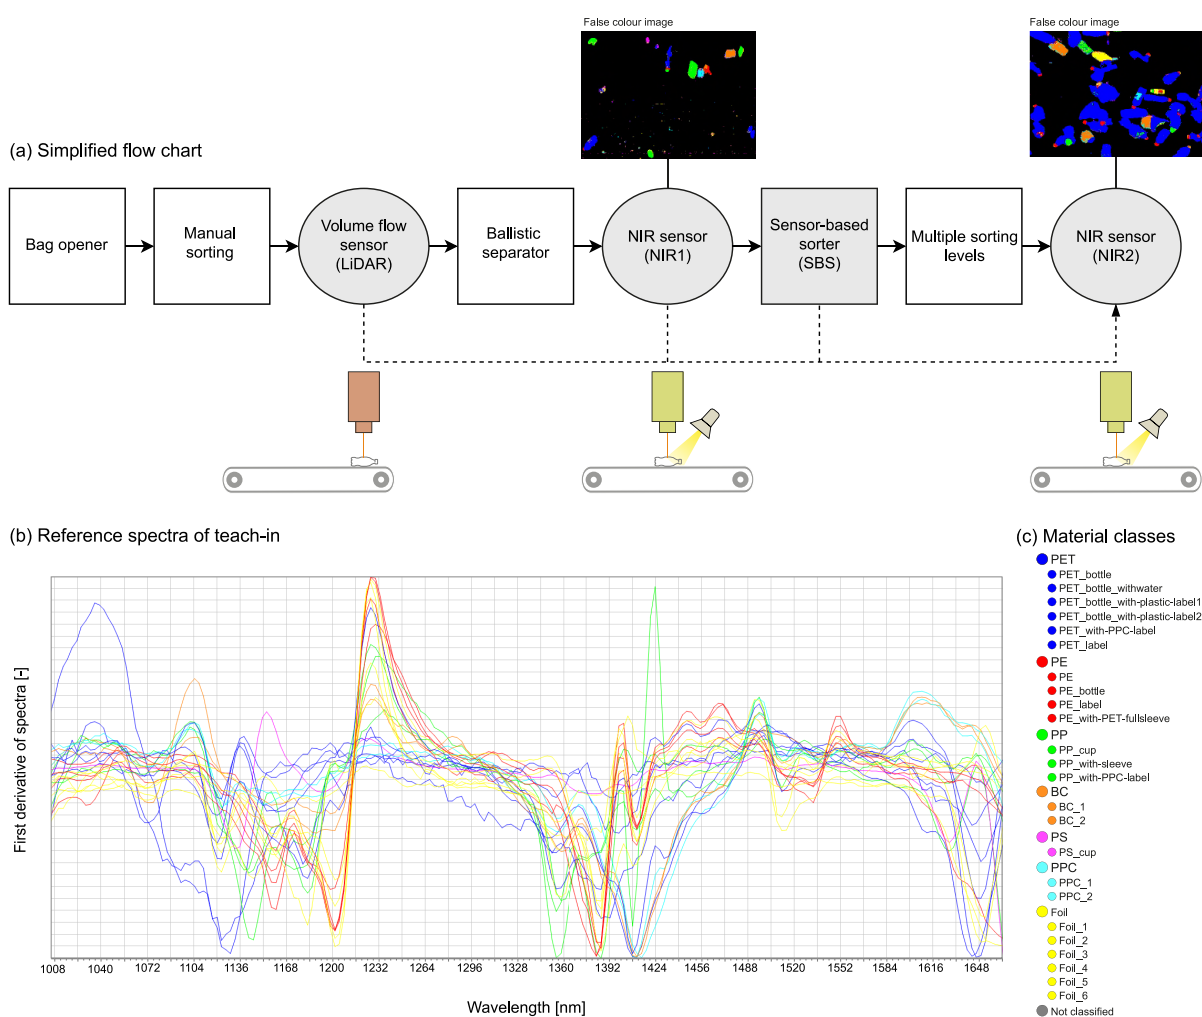 False colour image
False colour image
(a) Simplified flow chart
Bag opener
Manual
sorting
Volume flow
sensor
(LiDAR)
Ballistic
separator
NIR sensor
(NIR1)
Sensor-based
sorter
(SBS)
Multiple sorting
levels
NIR sensor
(NIR2)
(b) Reference spectra of teach-in
First derivative of spectra [-]
1008 1040 1072 1104 1136 1168 1200 1232 1264 1296 1328 1360 1392 1424 1456 1488 1520 1552 1584 1616 1648
Wavelength [nm]
(c) Material classes
PET
PET_bottle
PET_bottle_withwater
PET_bottle_with-plastic-label1
PET_bottle_with-plastic-label2
PET_with-PPC-label
PET_label
PE
PE
PE_bottle
PE_label
PE_with-PET-fullsleeve
PP
PP_cup
PP_with-sleeve
PP_with-PPC-label
BC
BC_1
BC_2
PS
PS_cup
PPC
PPC_1
PPC_2
Foil
Foil_1
Foil_2
Foil_3
Foil_4
Foil_5
Foil_6
Not classified